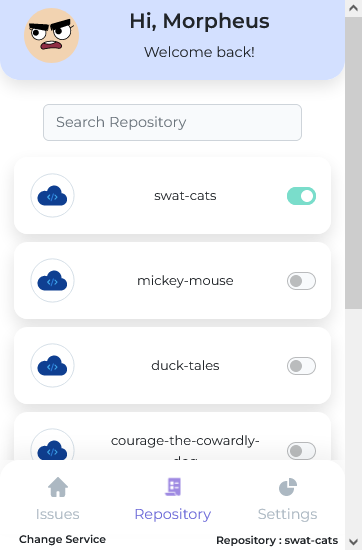 Hi, Morpheus
Welcome back!
Search Repository
swat-cats
mickey-mouse
duck-tales
courage-the-cowardly-
dog
Issues
Repository
Settings
Change Service
Repository : swat-cats